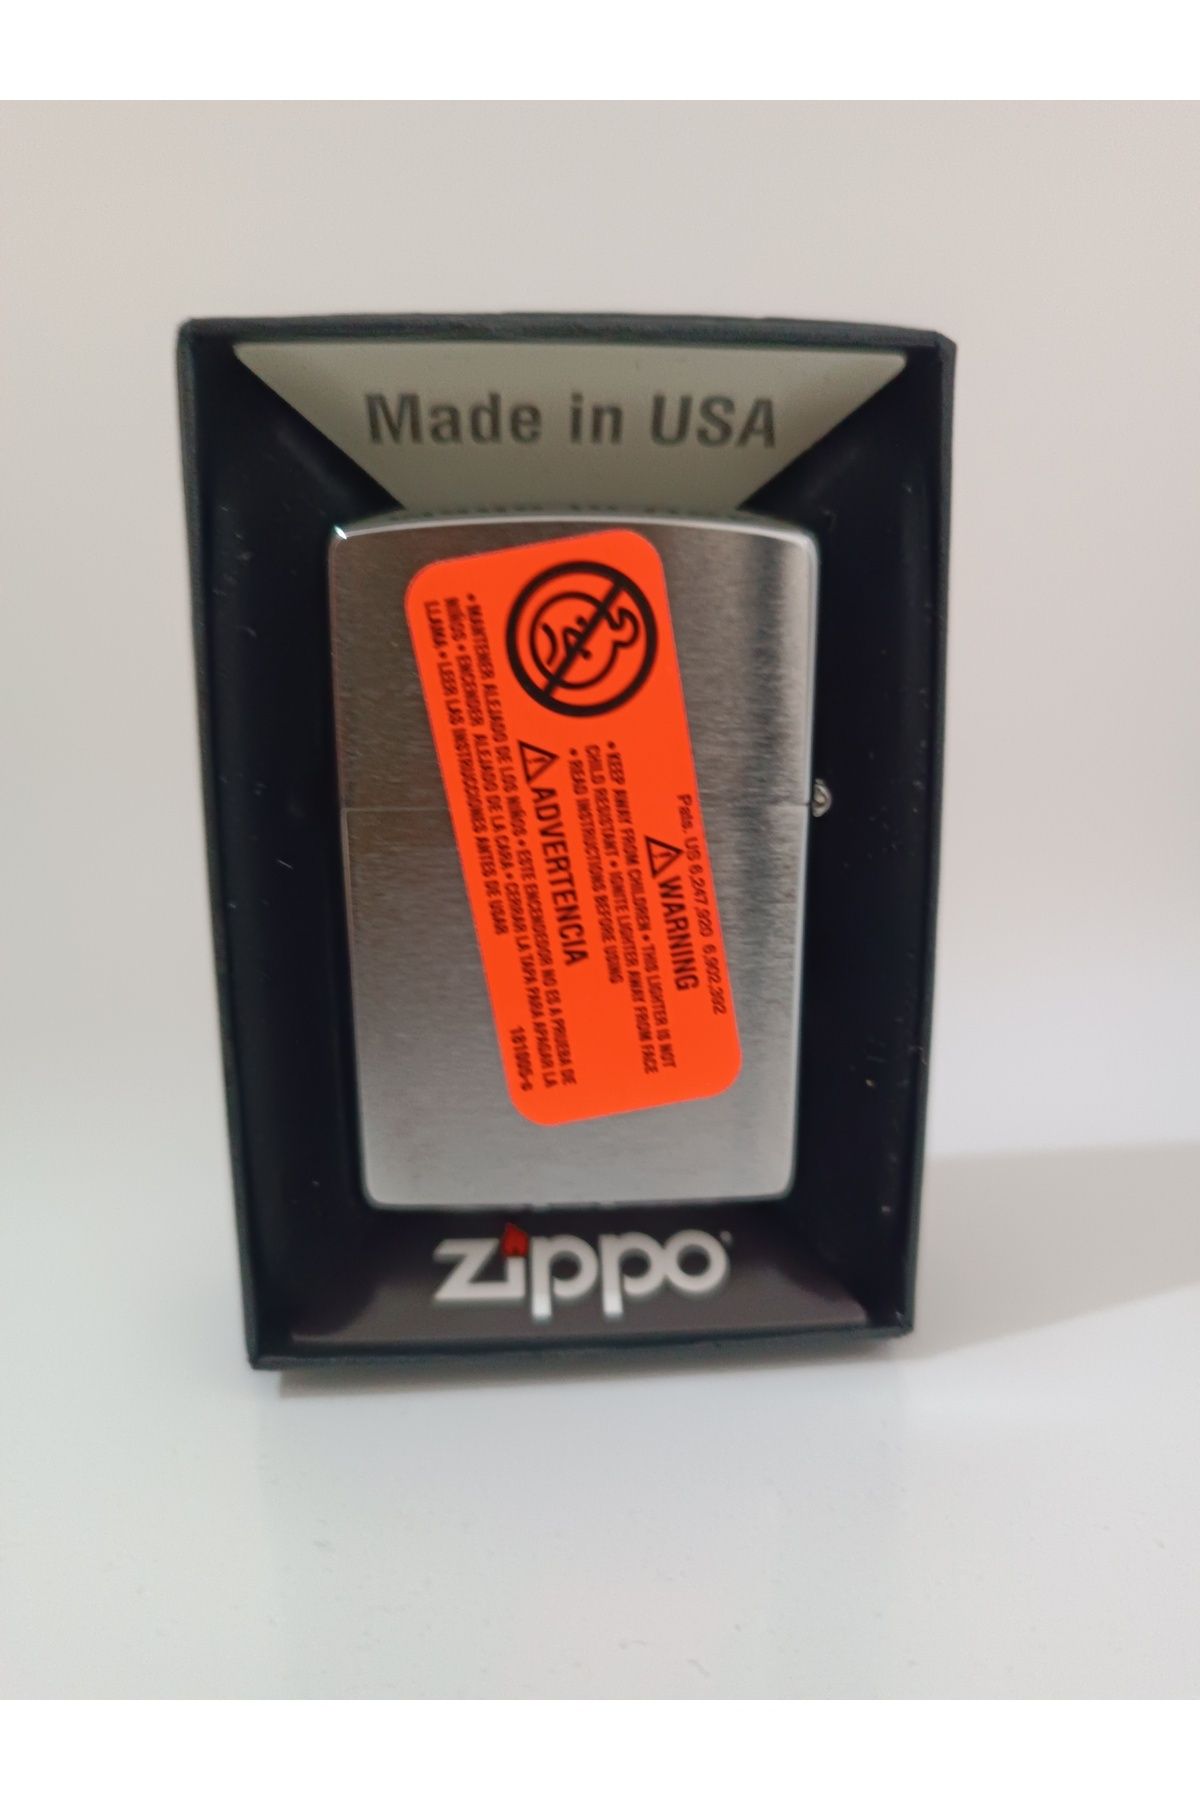 Made in USA
Pats. US 6,247,920 6,902,392
⚠ WARNING
• KEEP AWAY FROM CHILDREN • THIS LIGHTER IS NOT
CHILD RESISTANT • IGNITE LIGHTER AWAY FROM FACE
• READ INSTRUCTIONS BEFORE USING
⚠ ADVERTENCIA
• MANTENER ALEJADO DE LOS NIÑOS • ESTE ENCENDEDOR NO ES A PRUEBA DE
NIÑOS • ENCENDER ALEJADO DE LA CARA • CERRAR LA TAPA PARA APAGAR LA
LLAMA • LEER LAS INSTRUCCIONES ANTES DE USAR
181005-6
zippo